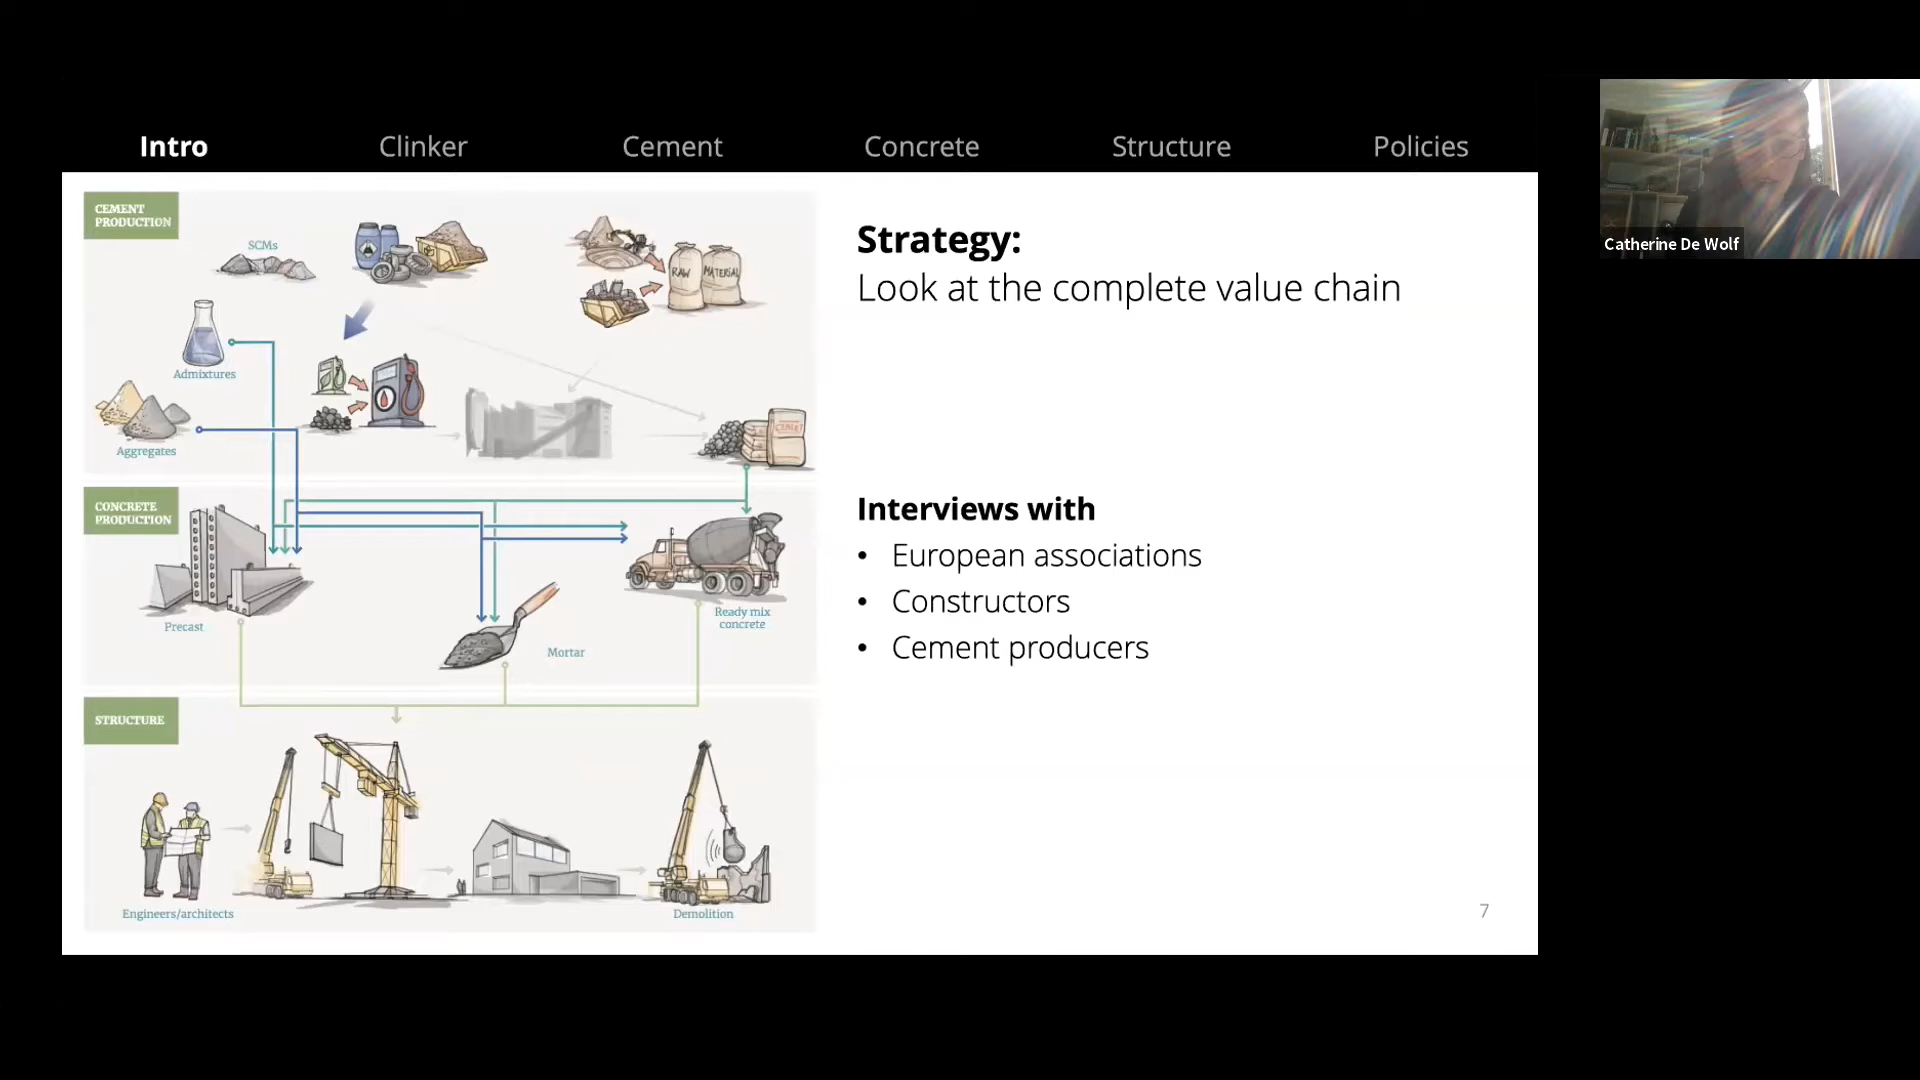 Intro
Clinker
Cement
Concrete
Structure
Policies
Catherine De Wolf
CEMENT
PRODUCTION
SCMs
RAW
MATERIAL
Admixtures
Aggregates
CEMENT
CONCRETE
PRODUCTION
Precast
Mortar
Ready mix
concrete
STRUCTURE
Engineers/architects
Demolition
Strategy:
Look at the complete value chain
Interviews with
• European associations
• Constructors
• Cement producers
7